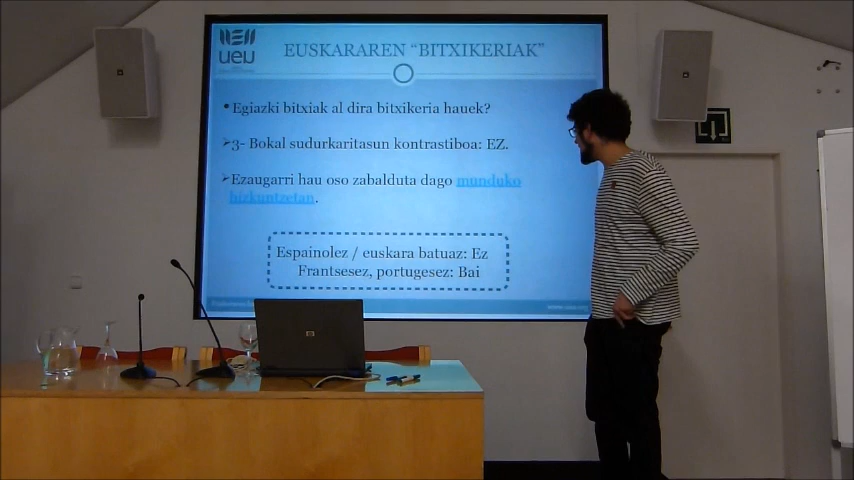 ueu
EUSKARAREN "BITXIKERIAK"
• Egiazki bitxiak al dira bitxikeria hauek?
➢ 3- Bokal sudurkaritasun kontrastiboa: EZ.
➢ Ezaugarri hau oso zabalduta dago munduko
hizkuntzetan.
Espainolez / euskara batuaz: Ez
Frantsesez, portugesez: Bai
hp